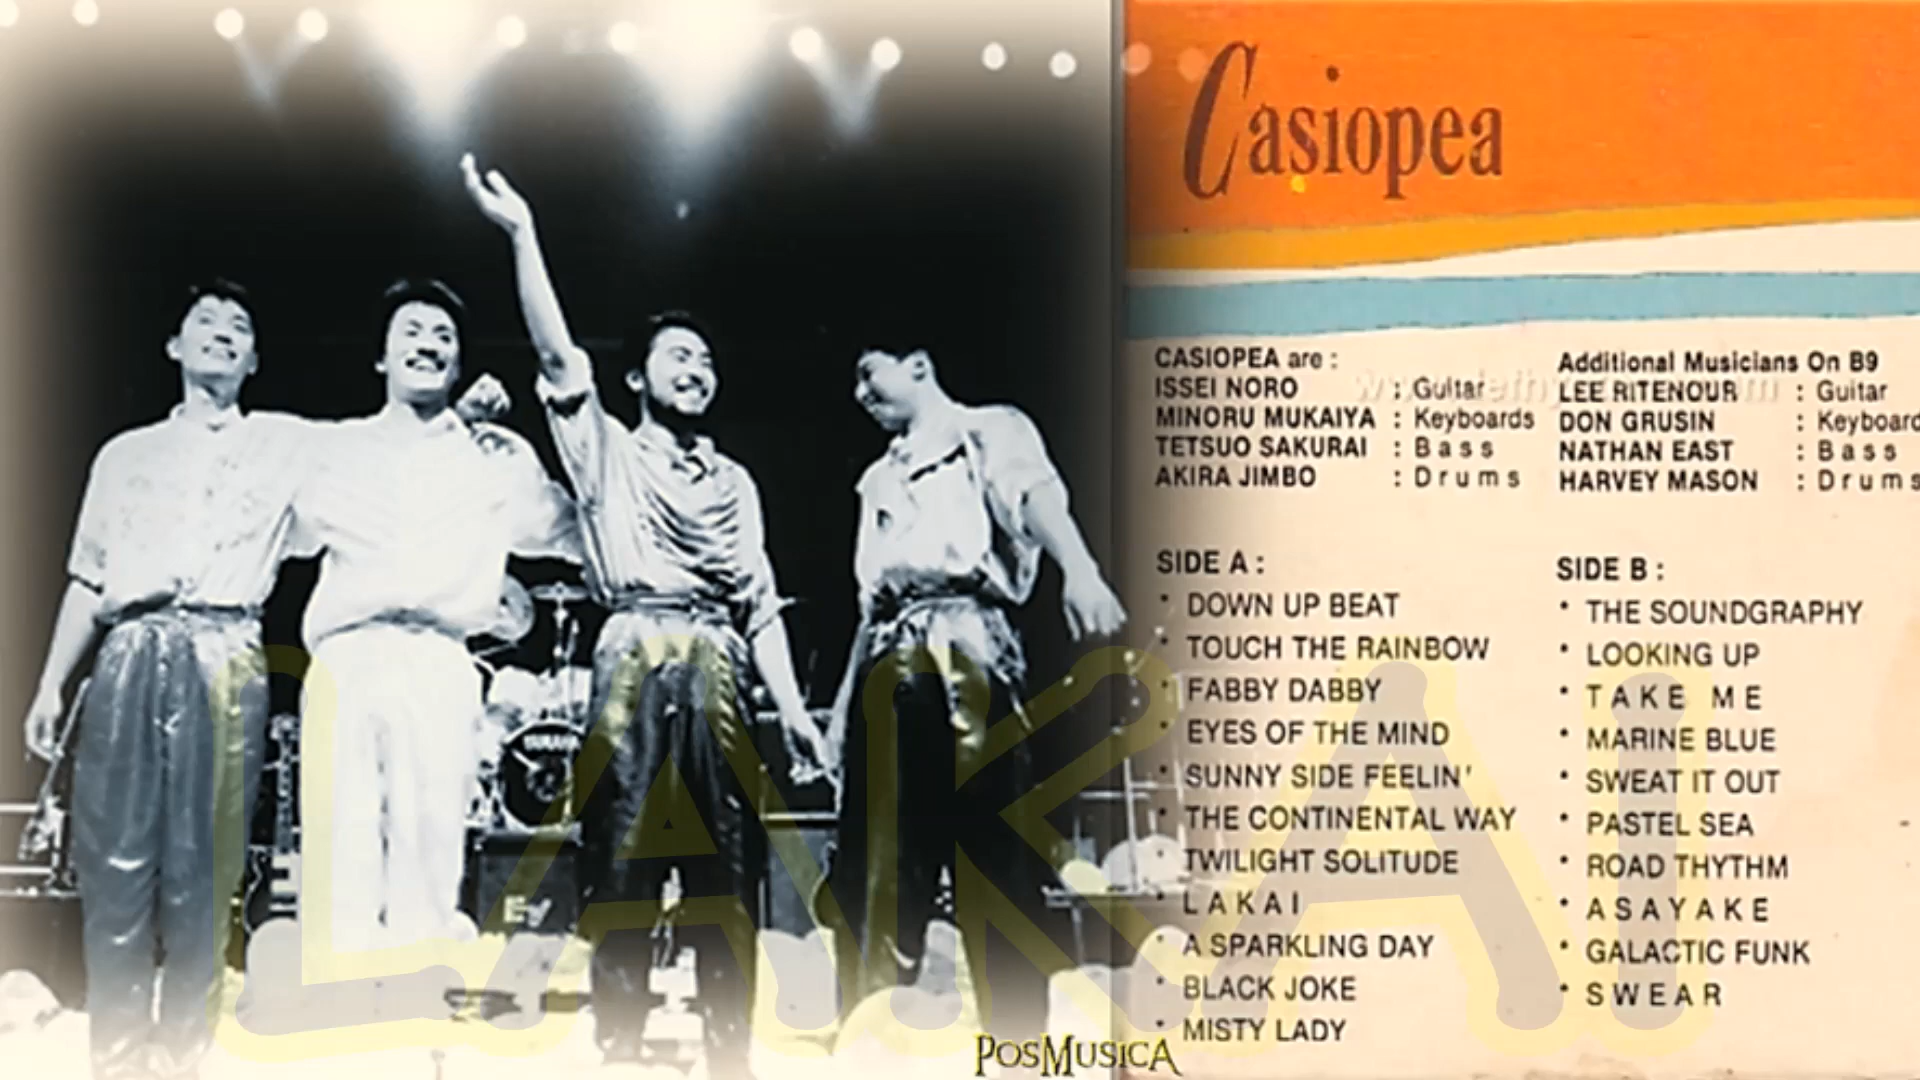 Casiopea
CASIOPEA are :
ISSEI NORO : Guitar
MINORU MUKAIYA : Keyboards
TETSUO SAKURAI : Bass
AKIRA JIMBO : Drums
Additional Musicians On B9
LEE RITENOUR : Guitar
DON GRUSIN : Keyboard
NATHAN EAST : Bass
HARVEY MASON : Drums
SIDE A :
• DOWN UP BEAT
• TOUCH THE RAINBOW
• FABBY DABBY
• EYES OF THE MIND
• SUNNY SIDE FEELIN'
• THE CONTINENTAL WAY
• TWILIGHT SOLITUDE
• LAKAI
• A SPARKLING DAY
• BLACK JOKE
• MISTY LADY
SIDE B :
• THE SOUNDGRAPHY
• LOOKING UP
• TAKE ME
• MARINE BLUE
• SWEAT IT OUT
• PASTEL SEA
• ROAD THYTHM
• ASAYAKE
• GALACTIC FUNK
• SWEAR
LAKAI
YAMAHA
EV
POSMUSICA